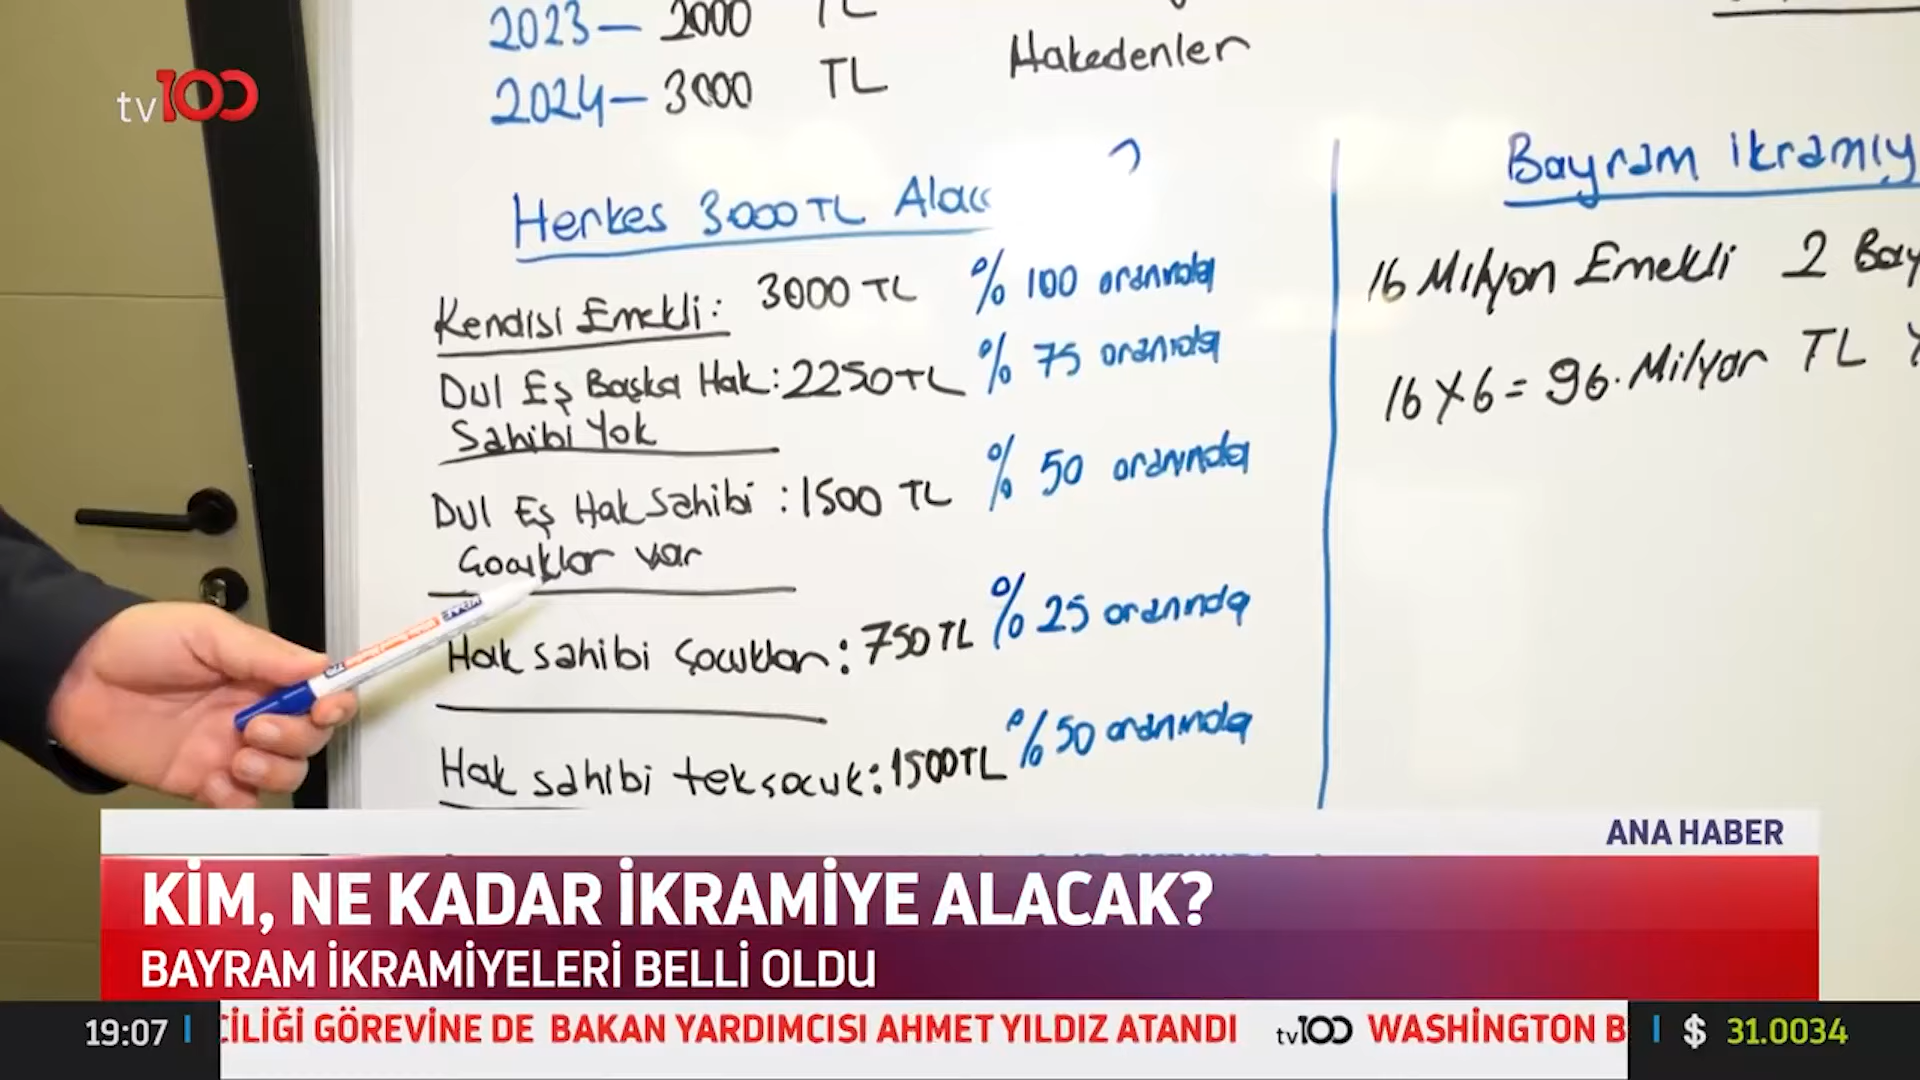 2023- 2000 TL
2024- 3000 TL
Hakedenler
tv100
Herkes 3000 TL Alac
?
Kendisi Emekli: 3000 TL % 100 oranında
Dul Eş Başka Hak: 2250 TL % 75 oranında
Sahibi Yok
Dul Eş Hak Sahibi : 1500 TL % 50 oranında
Çocuklar var
Hak sahibi çocuklar: 750 TL % 25 oranında
Hak sahibi tek çocuk: 1500 TL % 50 oranında
Bayram ikramiy
16 Milyon Emekli 2 Bay
16 x 6 = 96. Milyar TL
ANA HABER
KİM, NE KADAR İKRAMİYE ALACAK?
BAYRAM İKRAMİYELERİ BELLİ OLDU
19:07 CİLİĞİ GÖREVİNE DE BAKAN YARDIMCISI AHMET YILDIZ ATANDI tv100 WASHİNGTON B $ 31.0034